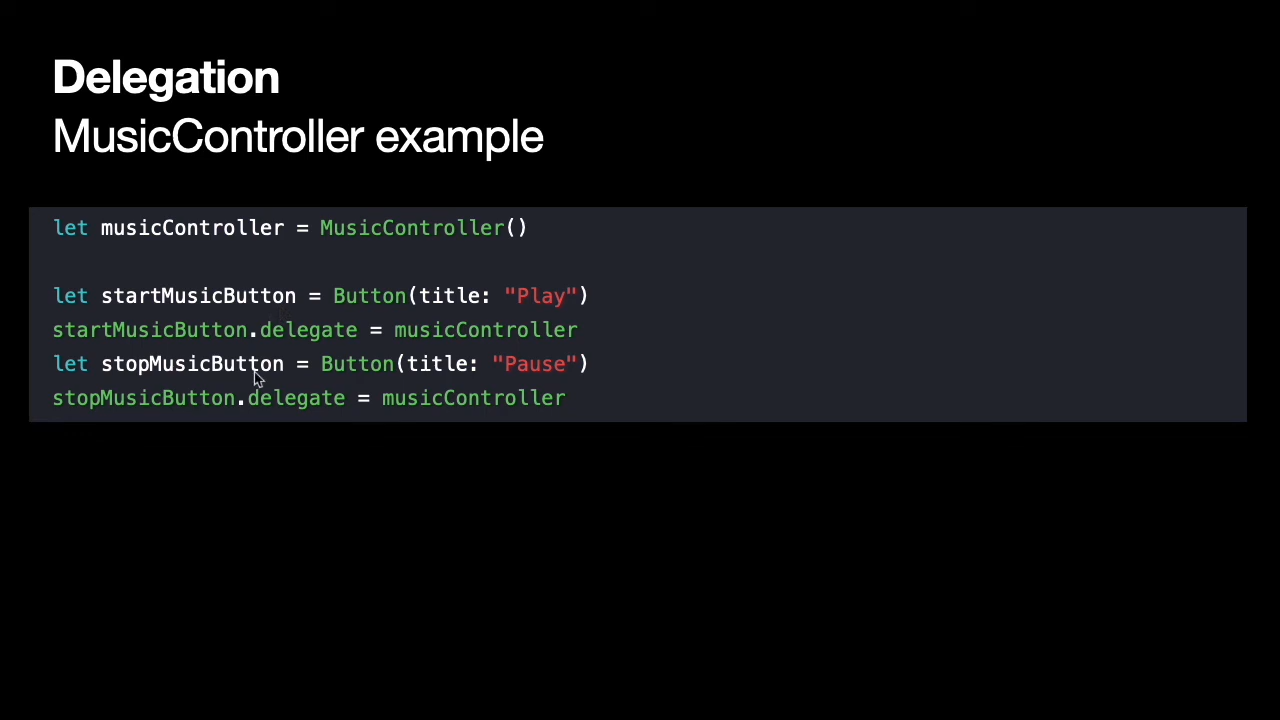 Delegation
MusicController example
let musicController = MusicController()
let startMusicButton = Button(title: "Play")
startMusicButton.delegate = musicController
let stopMusicButton = Button(title: "Pause")
stopMusicButton.delegate = musicController